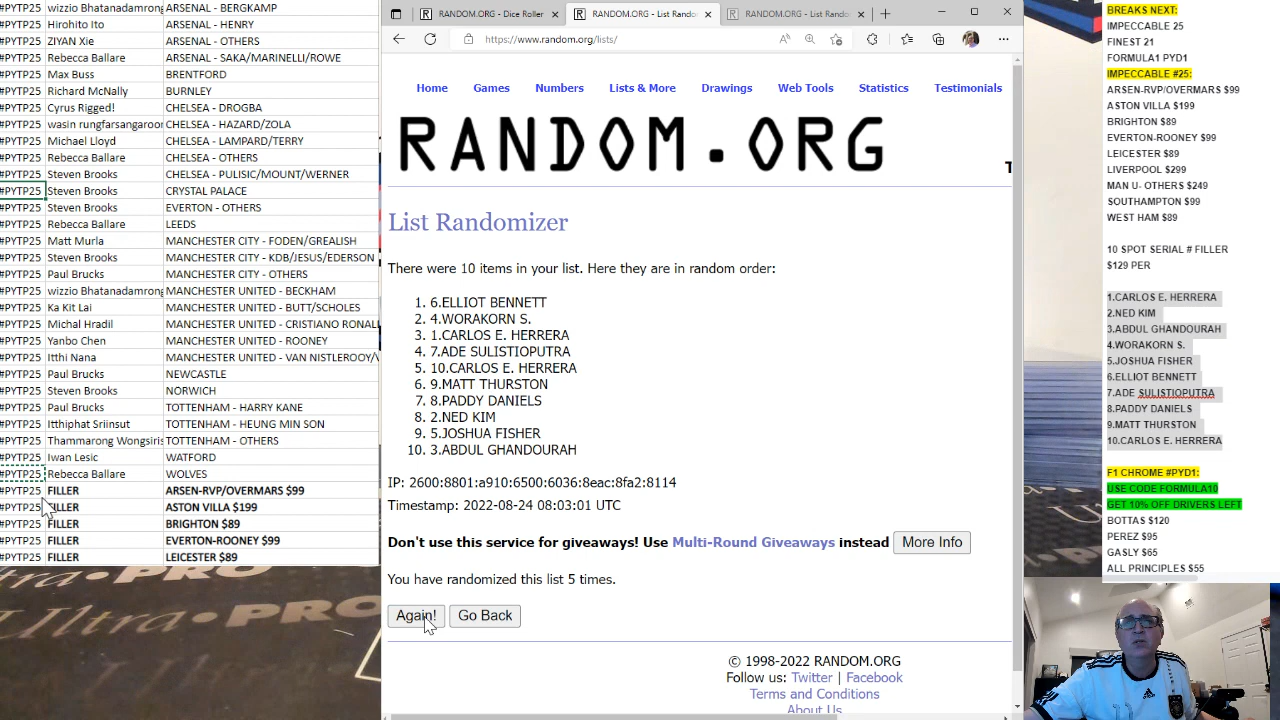 #PYTP25 wizzio Bhatanadamrong ARSENAL - BERGKAMP
#PYTP25 Hirohito Ito ARSENAL - HENRY
#PYTP25 ZIYAN Xie ARSENAL - OTHERS
#PYTP25 Rebecca Ballare ARSENAL - SAKA/MARINELLI/ROWE
#PYTP25 Max Buss BRENTFORD
#PYTP25 Richard McNally BURNLEY
#PYTP25 Cyrus Rigged! CHELSEA - DROGBA
#PYTP25 wasin rungfarsangaroon CHELSEA - HAZARD/ZOLA
#PYTP25 Michael Lloyd CHELSEA - LAMPARD/TERRY
#PYTP25 Rebecca Ballare CHELSEA - OTHERS
#PYTP25 Steven Brooks CHELSEA - PULISIC/MOUNT/WERNER
#PYTP25 Steven Brooks CRYSTAL PALACE
#PYTP25 Steven Brooks EVERTON - OTHERS
#PYTP25 Rebecca Ballare LEEDS
#PYTP25 Matt Murla MANCHESTER CITY - FODEN/GREALISH
#PYTP25 Steven Brooks MANCHESTER CITY - KDB/JESUS/EDERSON
#PYTP25 Paul Brucks MANCHESTER CITY - OTHERS
#PYTP25 wizzio Bhatanadamrong MANCHESTER UNITED - BECKHAM
#PYTP25 Ka Kit Lai MANCHESTER UNITED - BUTT/SCHOLES
#PYTP25 Michal Hradil MANCHESTER UNITED - CRISTIANO RONAL
#PYTP25 Yanbo Chen MANCHESTER UNITED - ROONEY
#PYTP25 Itthi Nana MANCHESTER UNITED - VAN NISTLEROOY/
#PYTP25 Paul Brucks NEWCASTLE
#PYTP25 Steven Brooks NORWICH
#PYTP25 Paul Brucks TOTTENHAM - HARRY KANE
#PYTP25 Itthiphat Sriinsut TOTTENHAM - HEUNG MIN SON
#PYTP25 Thammarong Wongsiris TOTTENHAM - OTHERS
#PYTP25 Iwan Lesic WATFORD
#PYTP25 Rebecca Ballare WOLVES
#PYTP25 FILLER ARSEN-RVP/OVERMARS $99
#PYTP25 FILLER ASTON VILLA $199
#PYTP25 FILLER BRIGHTON $89
#PYTP25 FILLER EVERTON-ROONEY $99
#PYTP25 FILLER LEICESTER $89
RANDOM.ORG - Dice Roller
RANDOM.ORG - List Rando
RANDOM.ORG - List Rando
https://www.random.org/lists/
Home Games Numbers Lists & More Drawings Web Tools Statistics Testimonials
RANDOM.ORG
T
List Randomizer
There were 10 items in your list. Here they are in random order:
1. 6.ELLIOT BENNETT
2. 4.WORAKORN S.
3. 1.CARLOS E. HERRERA
4. 7.ADE SULISTIOPUTRA
5. 10.CARLOS E. HERRERA
6. 9.MATT THURSTON
7. 8.PADDY DANIELS
8. 2.NED KIM
9. 5.JOSHUA FISHER
10. 3.ABDUL GHANDOURAH
IP: 2600:8801:a910:6500:6036:8eac:8fa2:8114
Timestamp: 2022-08-24 08:03:01 UTC
Don't use this service for giveaways! Use Multi-Round Giveaways instead More Info
You have randomized this list 5 times.
Again! Go Back
© 1998-2022 RANDOM.ORG
Follow us: Twitter | Facebook
Terms and Conditions
About Us
BREAKS NEXT:
IMPECCABLE 25
FINEST 21
FORMULA1 PYD1
IMPECCABLE #25:
ARSEN-RVP/OVERMARS $99
ASTON VILLA $199
BRIGHTON $89
EVERTON-ROONEY $99
LEICESTER $89
LIVERPOOL $299
MAN U- OTHERS $249
SOUTHAMPTON $99
WEST HAM $89
10 SPOT SERIAL # FILLER
$129 PER
1.CARLOS E. HERRERA
2.NED KIM
3.ABDUL GHANDOURAH
4.WORAKORN S.
5.JOSHUA FISHER
6.ELLIOT BENNETT
7.ADE SULISTIOPUTRA
8.PADDY DANIELS
9.MATT THURSTON
10.CARLOS E. HERRERA
F1 CHROME #PYD1:
USE CODE FORMULA10
GET 10% OFF DRIVERS LEFT
BOTTAS $120
PEREZ $95
GASLY $65
ALL PRINCIPLES $55
Ultra·PRO